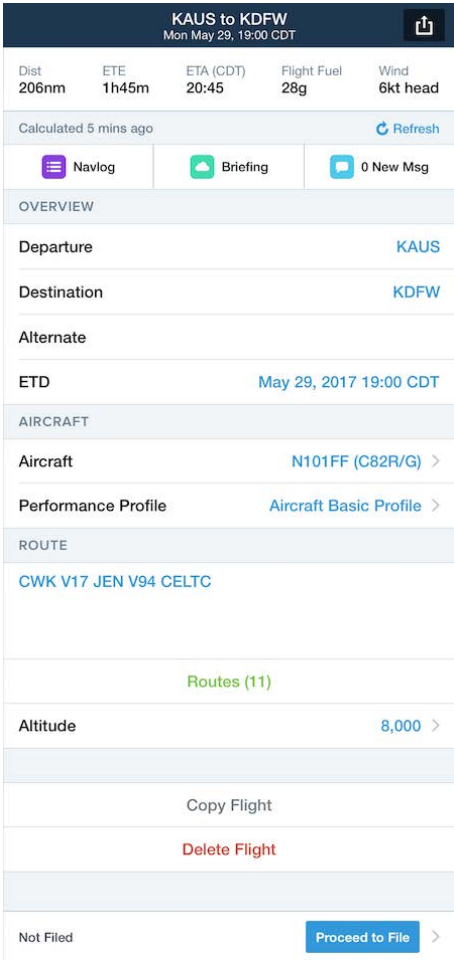 KAUS to KDFW
Mon May 29, 19:00 CDT
Dist ETE ETA (CDT) Flight Fuel Wind
206nm 1h45m 20:45 28g 6kt head
Calculated 5 mins ago Refresh
Navlog Briefing 0 New Msg
OVERVIEW
Departure KAUS
Destination KDFW
Alternate
ETD May 29, 2017 19:00 CDT
AIRCRAFT
Aircraft N101FF (C82R/G)
Performance Profile Aircraft Basic Profile
ROUTE
CWK V17 JEN V94 CELTC
Routes (11)
Altitude 8,000
Copy Flight
Delete Flight
Not Filed Proceed to File